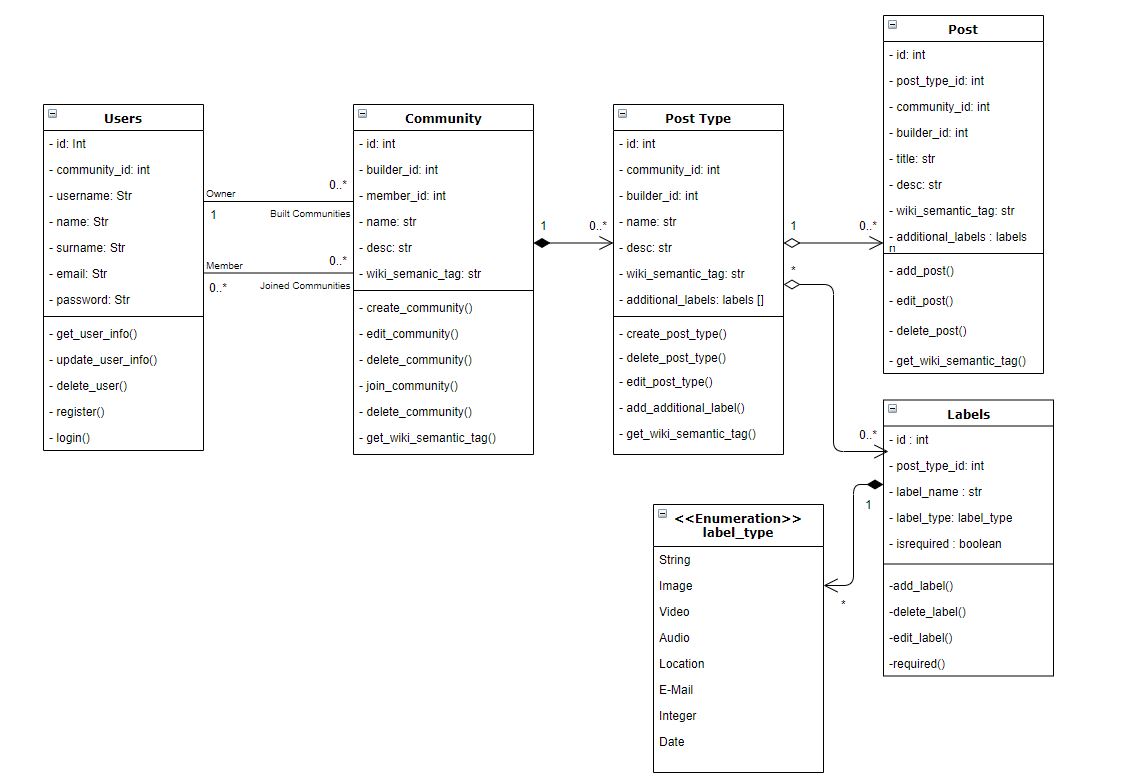 Users
- id: Int
- community_id: int
- username: Str
- name: Str
- surname: Str
- email: Str
- password: Str
- get_user_info()
- update_user_info()
- delete_user()
- register()
- login()
Owner
0..*
1
Built Communities
Member
0..*
0..*
Joined Communities
Community
- id: int
- builder_id: int
- member_id: int
- name: str
- desc: str
- wiki_semanic_tag: str
- create_community()
- edit_community()
- delete_community()
- join_community()
- delete_community()
- get_wiki_semantic_tag()
1
0..*
Post Type
- id: int
- community_id: int
- builder_id: int
- name: str
- desc: str
- wiki_semantic_tag: str
- additional_labels: labels []
- create_post_type()
- delete_post_type()
- edit_post_type()
- add_additional_label()
- get_wiki_semantic_tag()
1
0..*
*
0..*
Post
- id: int
- post_type_id: int
- community_id: int
- builder_id: int
- title: str
- desc: str
- wiki_semantic_tag: str
- additional_labels : labels
- add_post()
- edit_post()
- delete_post()
- get_wiki_semantic_tag()
Labels
- id : int
- post_type_id: int
- label_name : str
- label_type: label_type
- isrequired : boolean
-add_label()
-delete_label()
-edit_label()
-required()
1
*
<<Enumeration>>
label_type
String
Image
Video
Audio
Location
E-Mail
Integer
Date